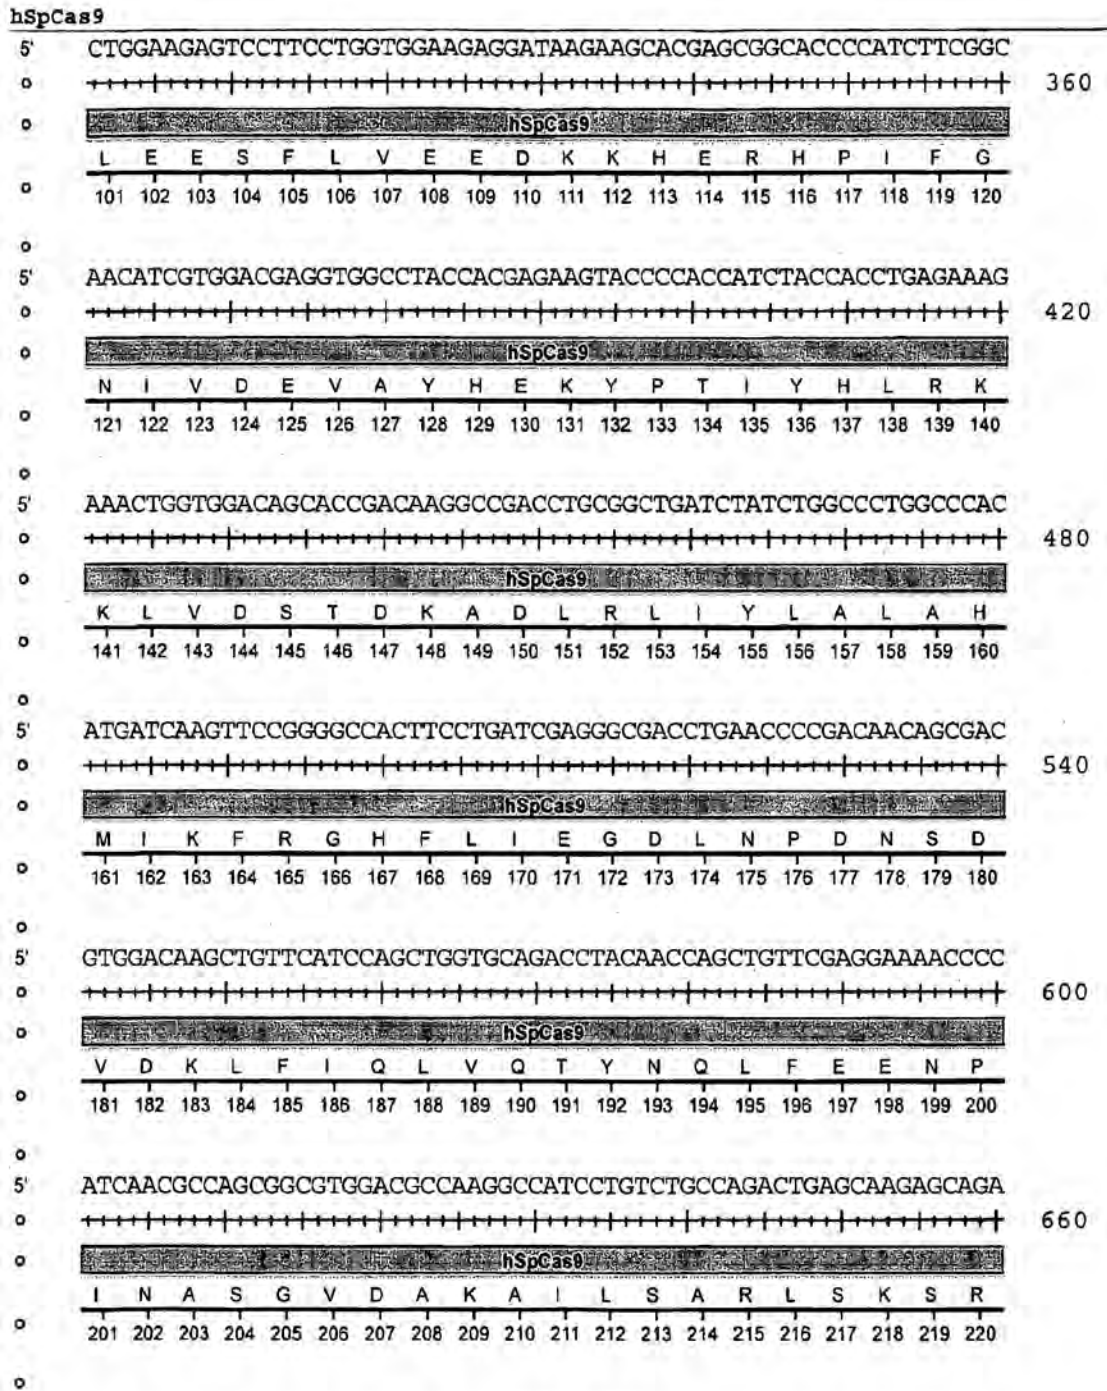 hSpCas9
5' CTGGAAGAGTCCTTCCTGGTGGAAGAGGATAAGAAGCACGAGCGGCACCCCATCTTCGGC
360
hSpCas9
L E E S F L V E E D K K H E R H P I F G
101 102 103 104 105 106 107 108 109 110 111 112 113 114 115 116 117 118 119 120
5' AACATCGTGGACGAGGTGGCCTACCACGAGAAGTACCCCACCATCTACCACCTGAGAAAG
420
hSpCas9
N I V D E V A Y H E K Y P T I Y H L R K
121 122 123 124 125 126 127 128 129 130 131 132 133 134 135 136 137 138 139 140
5' AAACTGGTGGACAGCACCGACAAGGCCGACCTGCGGCTGATCTATCTGGCCCTGGCCCAC
480
hSpCas9
K L V D S T D K A D L R L I Y L A L A H
141 142 143 144 145 146 147 148 149 150 151 152 153 154 155 156 157 158 159 160
5' ATGATCAAGTTCCGGGGCCACTTCCTGATCGAGGGCGACCTGAACCCCGACAACAGCGAC
540
hSpCas9
M I K F R G H F L I E G D L N P D N S D
161 162 163 164 165 166 167 168 169 170 171 172 173 174 175 176 177 178 179 180
5' GTGGACAAGCTGTTCATCCAGCTGGTGCAGACCTACAACCAGCTGTTCGAGGAAAACCCC
600
hSpCas9
V D K L F I Q L V Q T Y N Q L F E E N P
181 182 183 184 185 186 187 188 189 190 191 192 193 194 195 196 197 198 199 200
5' ATCAACGCCAGCGGCGTGGACGCCAAGGCCATCCTGTCTGCCAGACTGAGCAAGAGCAGA
660
hSpCas9
I N A S G V D A K A I L S A R L S K S R
201 202 203 204 205 206 207 208 209 210 211 212 213 214 215 216 217 218 219 220